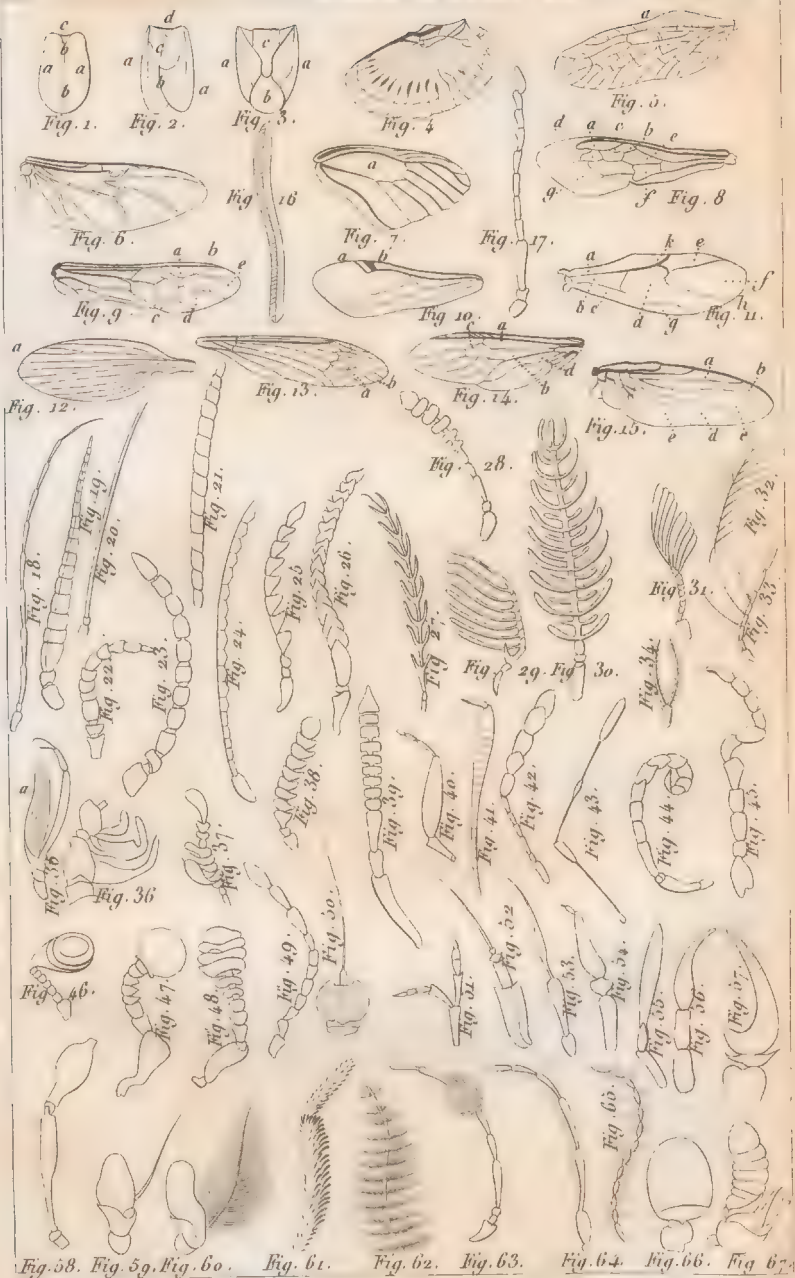 d
c c a a
a b a a c b a a c a b
b a b
Fig. 1. Fig. 2. Fig. 3. Fig. 4 Fig. 5.
d a c b e
a
g f Fig. 8
Fig. 6. Fig. 16 Fig. 7. Fig. 17.
a b e a b a k e f
Fig. 9 c d Fig. 10. b c d g h Fig. 11.
a c a
Fig. 12. Fig. 13. a b Fig. 14. b d a b
Fig. 15. e d c
Fig. 28.
Fig. 18. Fig. 19. Fig. 20. Fig. 21. Fig. 32.
Fig. 25 Fig. 26. Fig. 31. Fig. 33.
Fig. 22. Fig. 23. Fig. 24. Fig. 27. Fig. 29. Fig. 30. Fig. 34.
Fig. 38. Fig. 39. Fig. 40. Fig. 41. Fig. 42. Fig. 43. Fig. 44. Fig. 45.
a
Fig. 36 Fig. 36 Fig. 37.
Fig. 46. Fig. 47. Fig. 48. Fig. 49. Fig. 50. Fig. 51. Fig. 52 Fig. 53. Fig. 54. Fig. 55. Fig. 56. Fig. 57.
Fig. 65.
Fig. 58. Fig. 59. Fig. 60. Fig. 61. Fig. 62. Fig. 63. Fig. 64. Fig. 66. Fig 67.